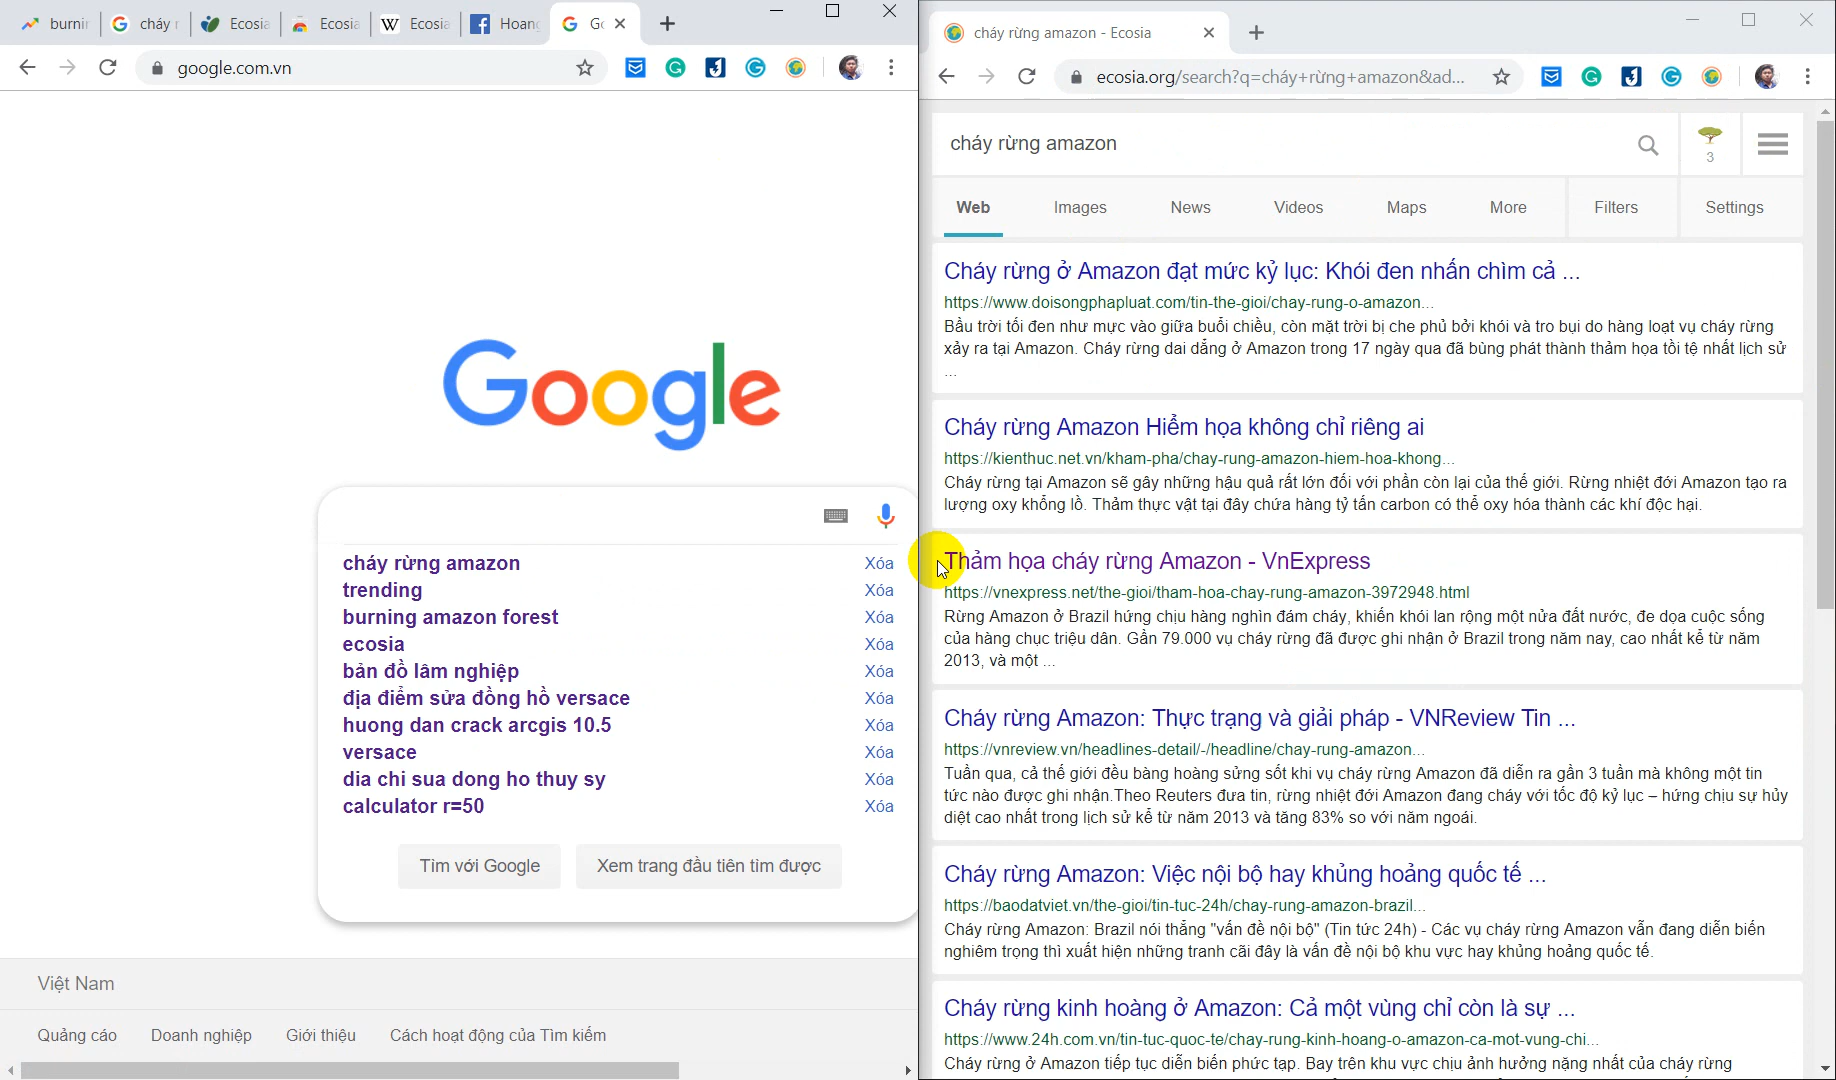 burnin
cháy r
Ecosia
Ecosia
W Ecosia
Hoang
Go
google.com.vn
Google
cháy rừng amazon Xóa
trending Xóa
burning amazon forest Xóa
ecosia Xóa
bản đồ lâm nghiệp Xóa
địa điểm sửa đồng hồ versace Xóa
huong dan crack arcgis 10.5 Xóa
versace Xóa
dia chi sua dong ho thuy sy Xóa
calculator r=50 Xóa
Tìm với Google Xem trang đầu tiên tìm được
Việt Nam
Quảng cáo Doanh nghiệp Giới thiệu Cách hoạt động của Tìm kiếm
cháy rừng amazon - Ecosia
ecosia.org/search?q=cháy+rừng+amazon&ad...
cháy rừng amazon
3
Web Images News Videos Maps More Filters Settings
Cháy rừng ở Amazon đạt mức kỷ lục: Khói đen nhấn chìm cả ...
https://www.doisongphapluat.com/tin-the-gioi/chay-rung-o-amazon...
Bầu trời tối đen như mực vào giữa buổi chiều, còn mặt trời bị che phủ bởi khói và tro bụi do hàng loạt vụ cháy rừng
xảy ra tại Amazon. Cháy rừng dai dẳng ở Amazon trong 17 ngày qua đã bùng phát thành thảm họa tồi tệ nhất lịch sử
...
Cháy rừng Amazon Hiểm họa không chỉ riêng ai
https://kienthuc.net.vn/kham-pha/chay-rung-amazon-hiem-hoa-khong...
Cháy rừng tại Amazon sẽ gây những hậu quả rất lớn đối với phần còn lại của thế giới. Rừng nhiệt đới Amazon tạo ra
lượng oxy khổng lồ. Thảm thực vật tại đây chứa hàng tỷ tấn carbon có thể oxy hóa thành các khí độc hại.
Thảm họa cháy rừng Amazon - VnExpress
https://vnexpress.net/the-gioi/tham-hoa-chay-rung-amazon-3972948.html
Rừng Amazon ở Brazil hứng chịu hàng nghìn đám cháy, khiến khói lan rộng một nửa đất nước, đe dọa cuộc sống
của hàng chục triệu dân. Gần 79.000 vụ cháy rừng đã được ghi nhận ở Brazil trong năm nay, cao nhất kể từ năm
2013, và một ...
Cháy rừng Amazon: Thực trạng và giải pháp - VNReview Tin ...
https://vnreview.vn/headlines-detail/-/headline/chay-rung-amazon...
Tuần qua, cả thế giới đều bàng hoàng sửng sốt khi vụ cháy rừng Amazon đã diễn ra gần 3 tuần mà không một tin
tức nào được ghi nhận.Theo Reuters đưa tin, rừng nhiệt đới Amazon đang cháy với tốc độ kỷ lục – hứng chịu sự hủy
diệt cao nhất trong lịch sử kể từ năm 2013 và tăng 83% so với năm ngoái.
Cháy rừng Amazon: Việc nội bộ hay khủng hoảng quốc tế ...
https://baodatviet.vn/the-gioi/tin-tuc-24h/chay-rung-amazon-brazil...
Cháy rừng Amazon: Brazil nói thẳng "vấn đề nội bộ" (Tin tức 24h) - Các vụ cháy rừng Amazon vẫn đang diễn biến
nghiêm trọng thì xuất hiện những tranh cãi đây là vấn đề nội bộ khu vực hay khủng hoảng quốc tế.
Cháy rừng kinh hoàng ở Amazon: Cả một vùng chỉ còn là sự ...
https://www.24h.com.vn/tin-tuc-quoc-te/chay-rung-kinh-hoang-o-amazon-ca-mot-vung-chi...
Cháy rừng ở Amazon tiếp tục diễn biến phức tạp. Bay trên khu vực chịu ảnh hưởng nặng nhất của cháy rừng